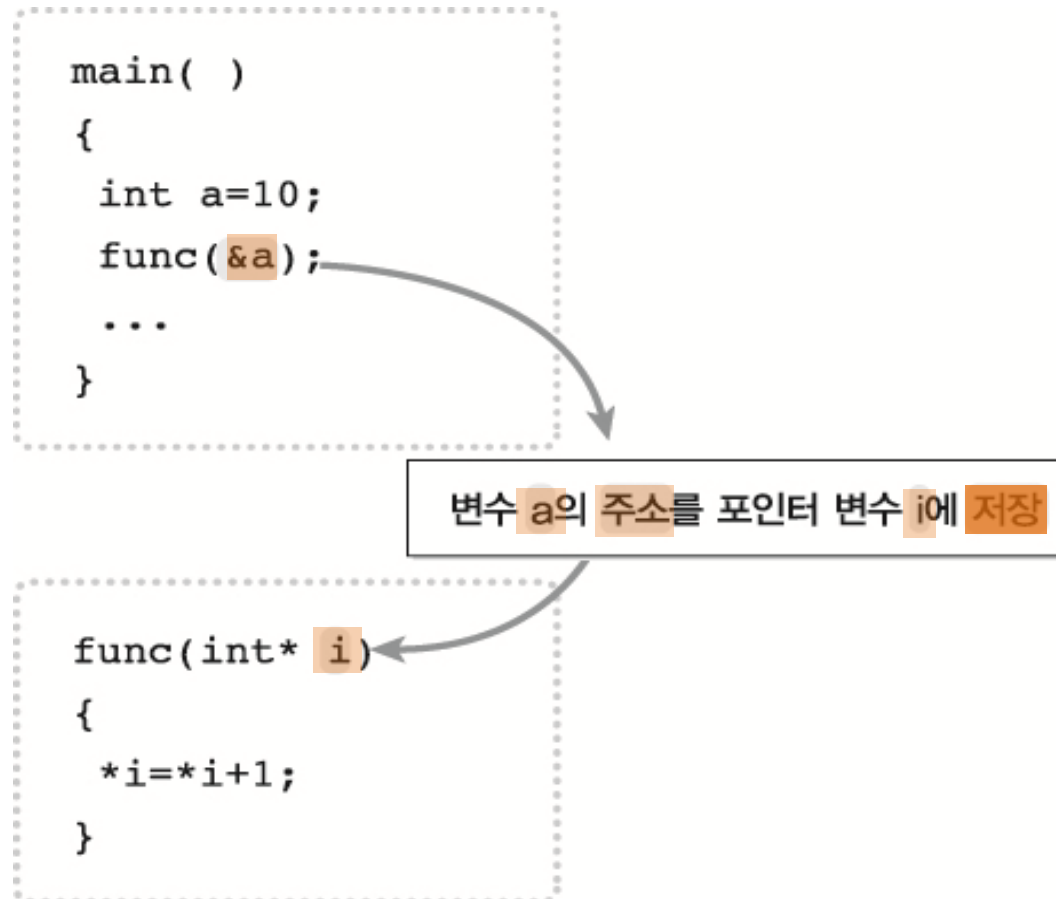 main( )
{
int a=10;
func(&a);
...
}
변수 a의 주소를 포인터 변수 i에 저장
func(int* i)
{
*i=*i+1;
}